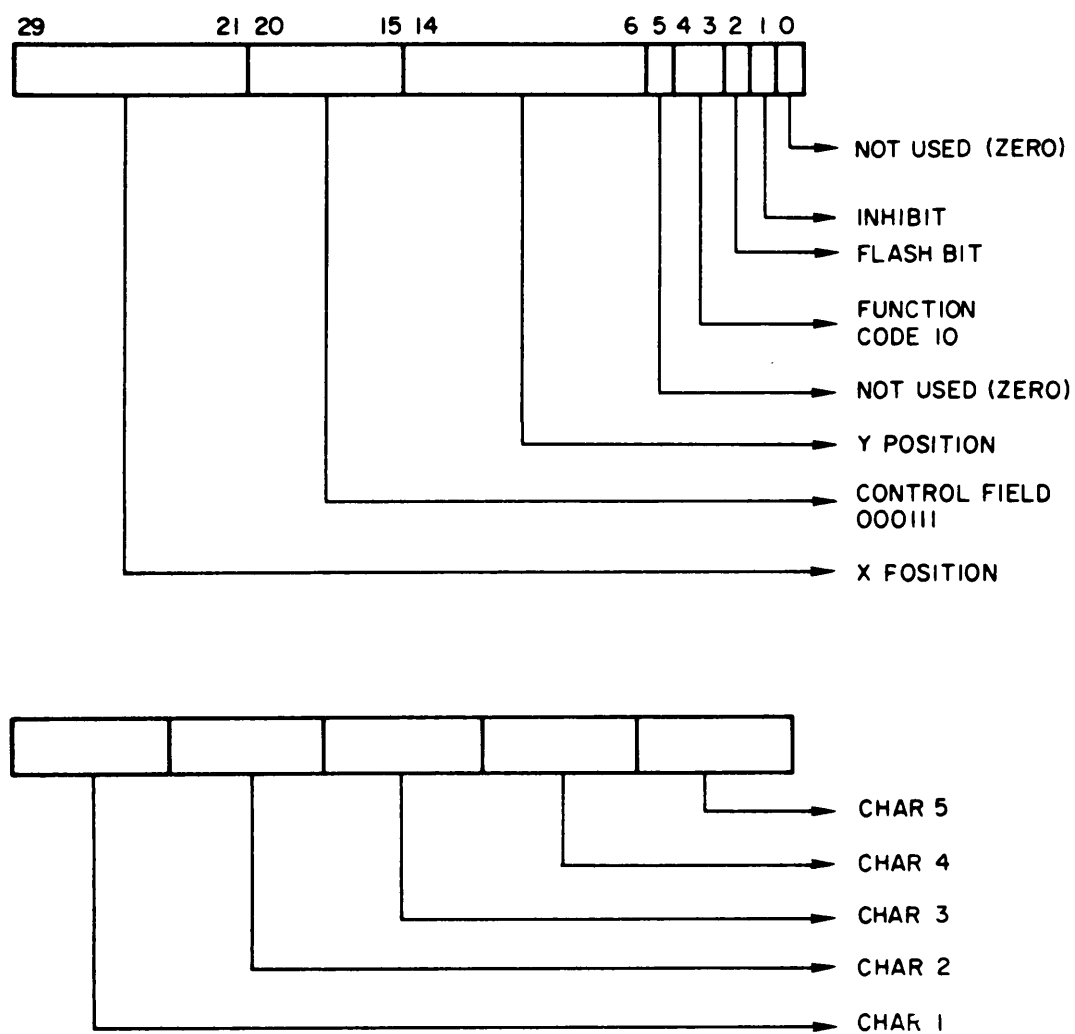 29 21 20 15 14 6 5 4 3 2 1 0
NOT USED (ZERO)
INHIBIT
FLASH BIT
FUNCTION
CODE 10
NOT USED (ZERO)
Y POSITION
CONTROL FIELD
000111
X FOSITION
CHAR 5
CHAR 4
CHAR 3
CHAR 2
CHAR 1